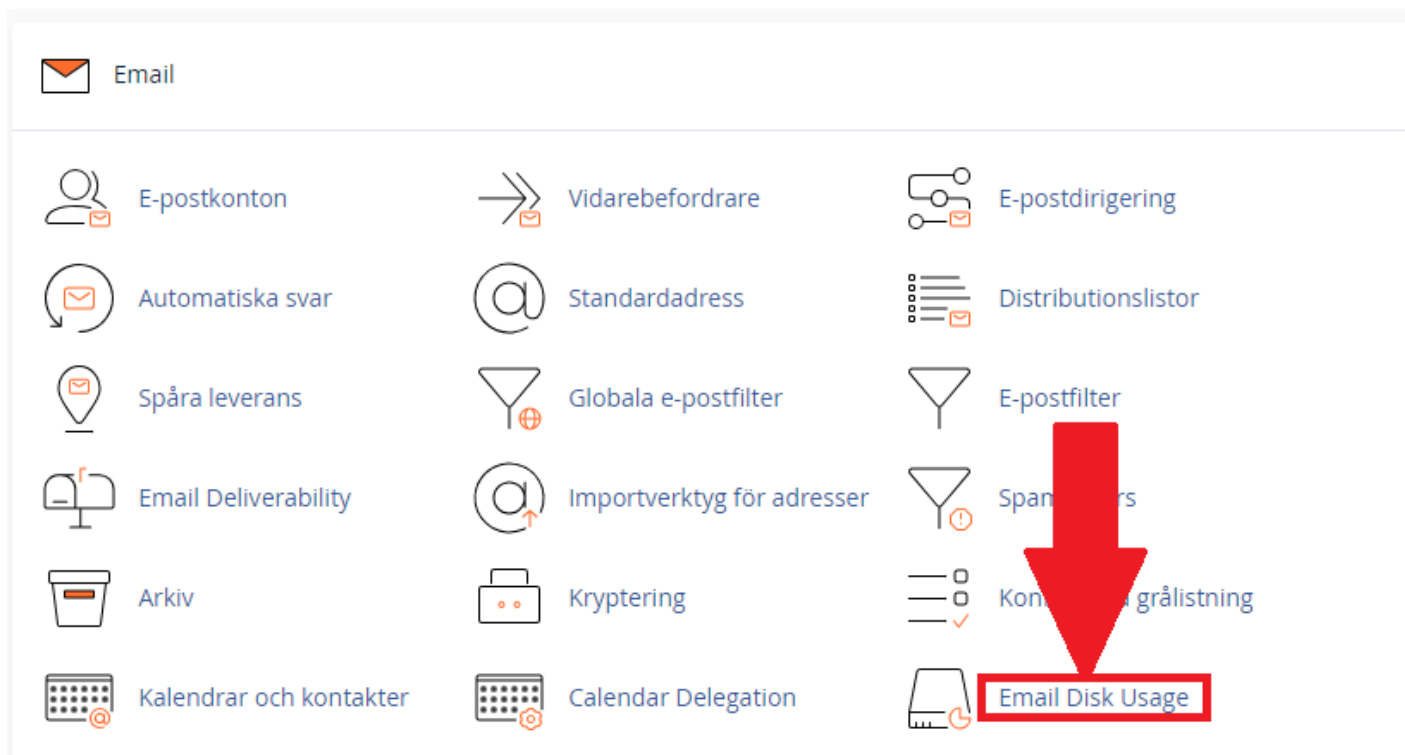 Email
E-postkonton
Vidarebefordrare
E-postdirigering
Automatiska svar
Standardadress
Distributionslistor
Spåra leverans
Globala e-postfilter
E-postfilter
Email Deliverability
Importverktyg för adresser
Arkiv
Kryptering
grålistning
Kalendrar och kontakter
Calendar Delegation
Email Disk Usage